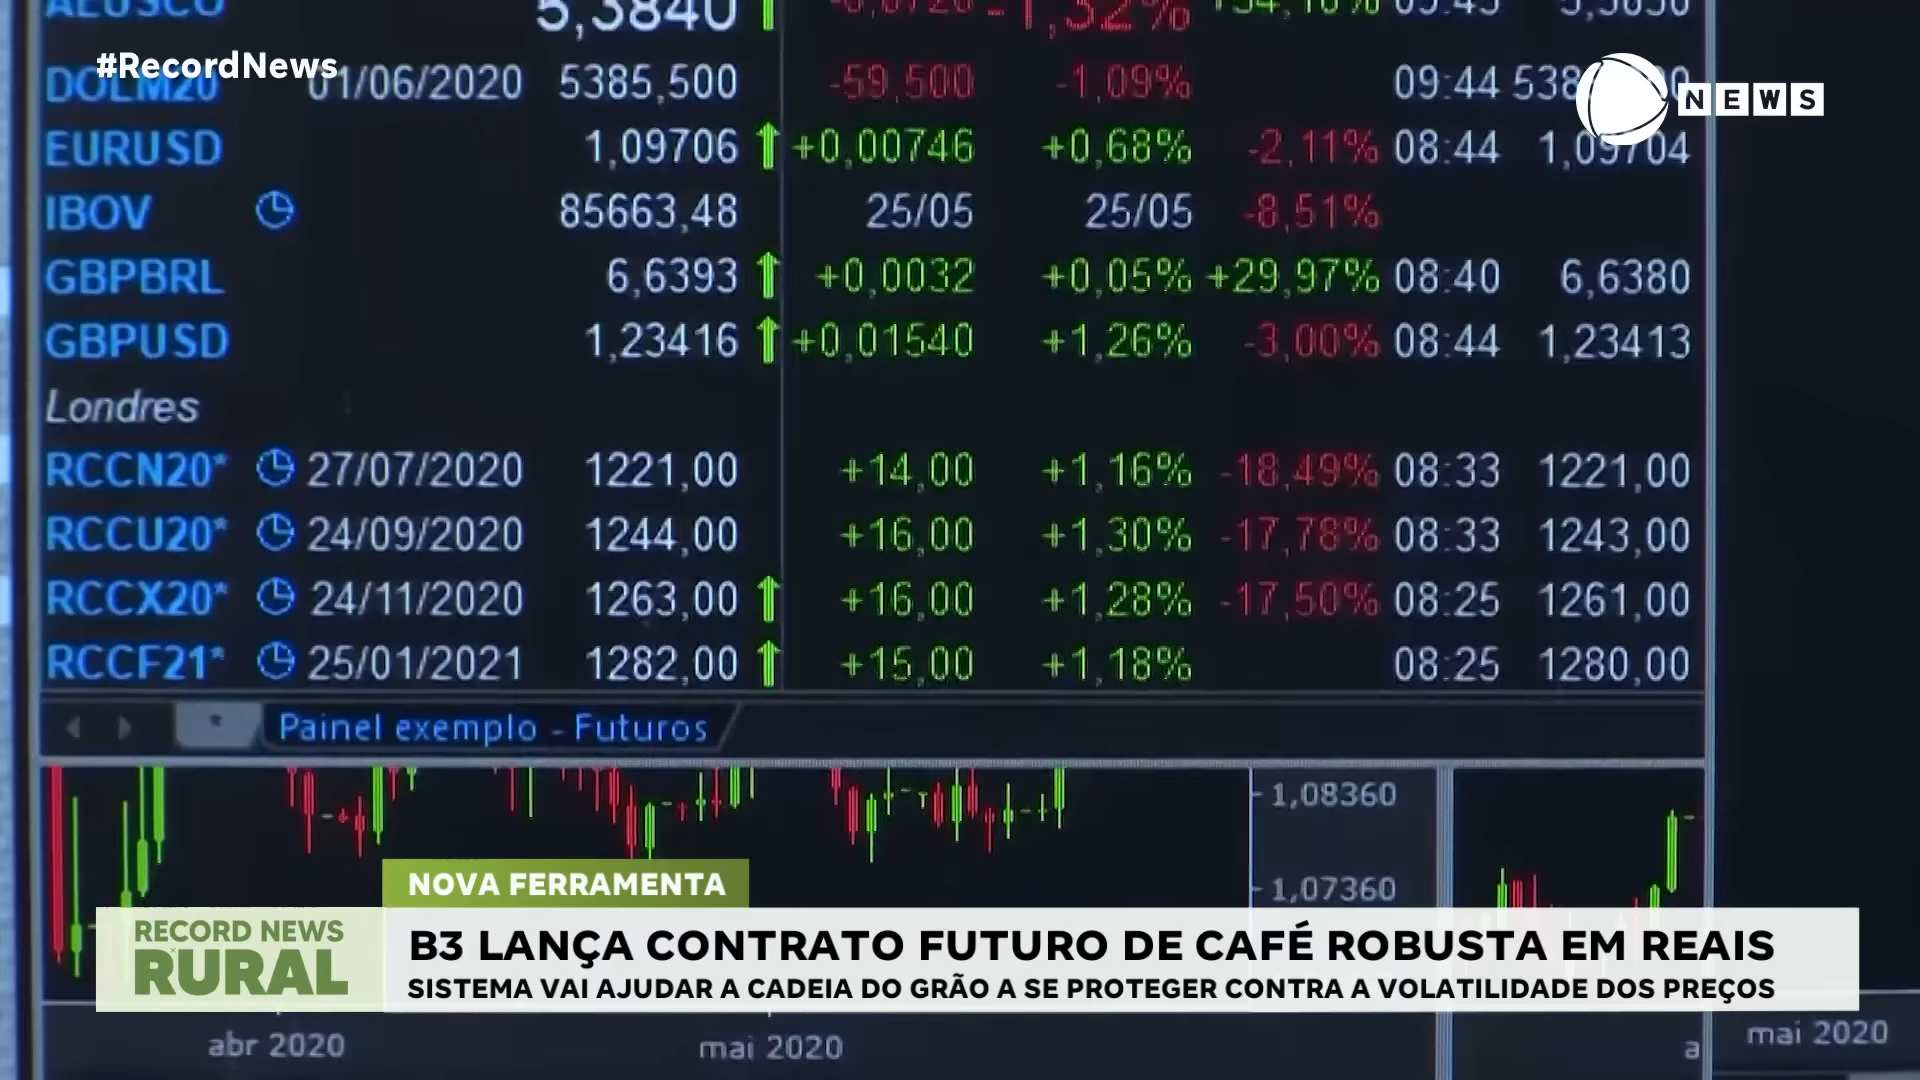 5,3840 -1,32%
#RecordNews
DOLM20 01/06/2020 5385,500 -59,500 -1,09% 09:44
NEWS
EURUSD 1,09706 +0,00746 +0,68% -2,11% 08:44 1,09704
IBOV 85663,48 25/05 25/05 -8,51%
GBPBRL 6,6393 +0,0032 +0,05% +29,97% 08:40 6,6380
GBPUSD 1,23416 +0,01540 +1,26% -3,00% 08:44 1,23413
Londres
RCCN20* 27/07/2020 1221,00 +14,00 +1,16% -18,49% 08:33 1221,00
RCCU20* 24/09/2020 1244,00 +16,00 +1,30% -17,78% 08:33 1243,00
RCCX20* 24/11/2020 1263,00 +16,00 +1,28% -17,50% 08:25 1261,00
RCCF21* 25/01/2021 1282,00 +15,00 +1,18% 08:25 1280,00
* Painel exemplo - Futuros
1,08360
1,07360
NOVA FERRAMENTA
RECORD NEWS
RURAL
B3 LANÇA CONTRATO FUTURO DE CAFÉ ROBUSTA EM REAIS
SISTEMA VAI AJUDAR A CADEIA DO GRÃO A SE PROTEGER CONTRA A VOLATILIDADE DOS PREÇOS
abr 2020 mai 2020 a mai 2020